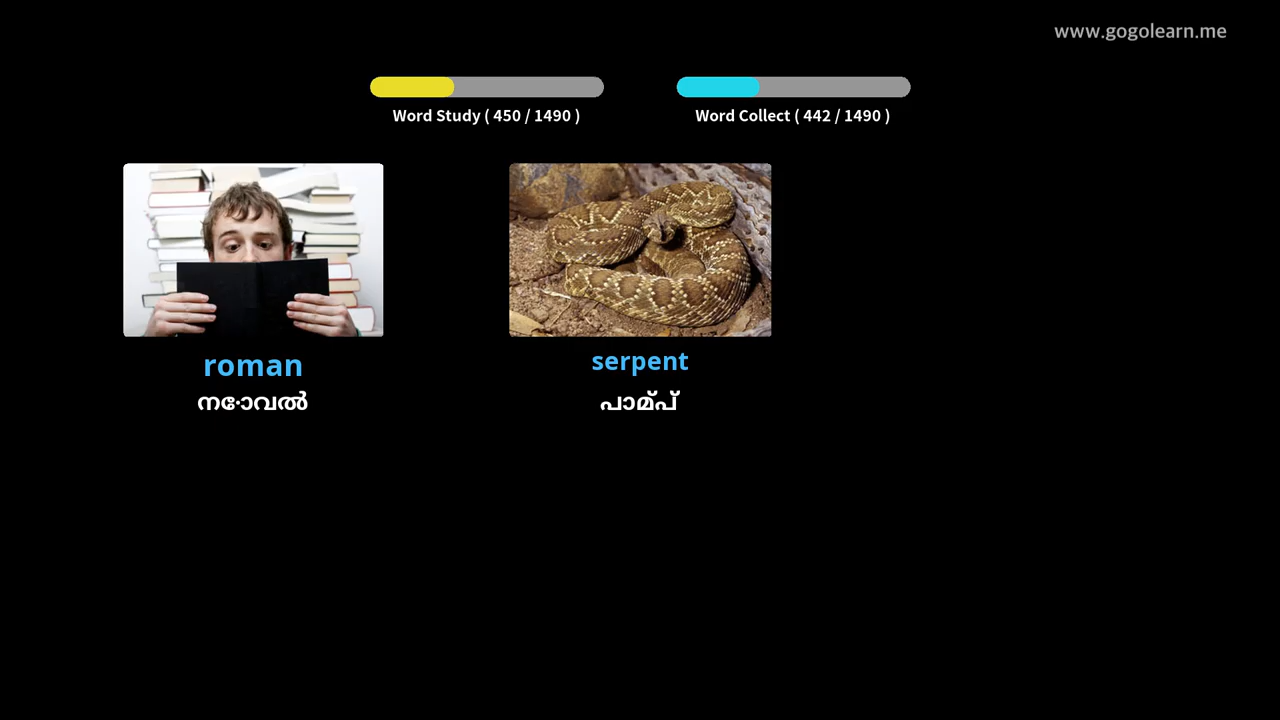 www.gogolearn.me
Word Study ( 450 / 1490 )
Word Collect ( 442 / 1490 )
roman
നോവൽ
serpent
പാമ്പ്